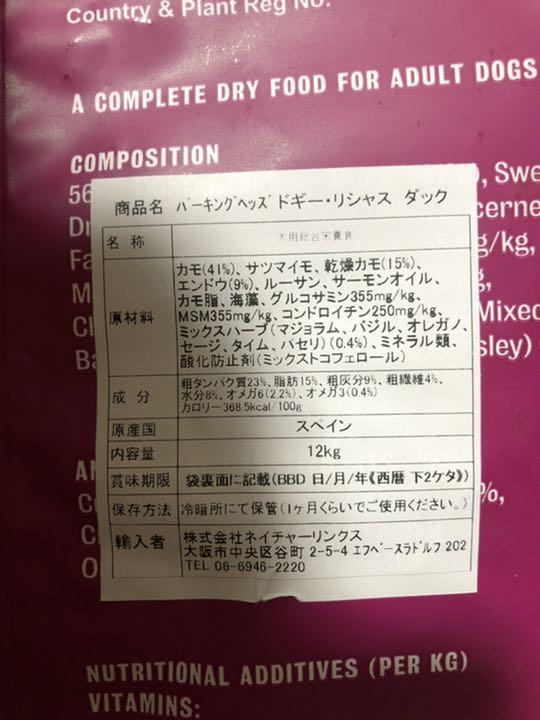 Country & Plant Reg No.
A COMPLETE DRY FOOD FOR ADULT DOGS
COMPOSITION
56
, Swe
商品名 バーキングヘッズ ドギー・リシャス ダック
Dr
cerne
名 称 犬用総合栄養食
Fa
g/kg,
原材料
カモ(41%)、サツマイモ、乾燥カモ(15%)、
エンドウ(9%)、ルーサン、サーモンオイル、
カモ脂、海藻、グルコサミン355mg/kg、
MSM355mg/kg、コンドロイチン250mg/kg、
ミックスハーブ(マジョラム、バジル、オレガノ、
セージ、タイム、パセリ)(0.4%)、ミネラル類、
酸化防止剤(ミックストコフェロール)
M
g,
Ch
Mixed
Ba
sley)
成 分
粗タンパク質23%、脂肪15%、粗灰分9%、粗繊維4%、
水分8%、オメガ6(2.2%)、オメガ3(0.4%)
カロリー368.5kcal/100g
原産国 スペイン
内容量 12kg
賞味期限 袋裏面に記載(BBD 日/月/年《西暦 下2ケタ》)
保存方法 冷暗所にて保管(1ヶ月くらいでご使用ください。)
輸入者
株式会社ネイチャーリンクス
大阪市中央区谷町 2-5-4 エフベースラドルフ 202
TEL 06-6946-2220
AN
%,
C
O
NUTRITIONAL ADDITIVES (PER KG)
VITAMINS: